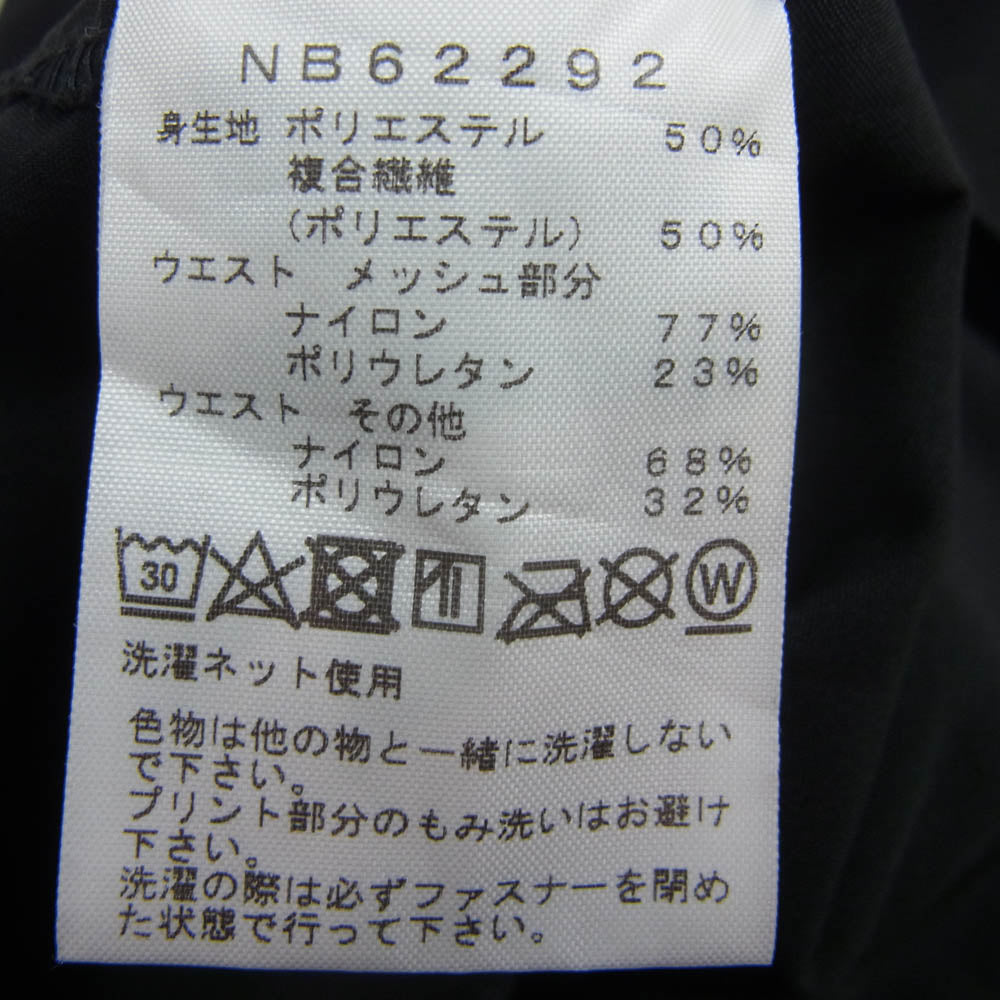 NB62292
身生地 ポリエステル 50%
複合繊維
(ポリエステル) 50%
ウエスト メッシュ部分
ナイロン 77%
ポリウレタン 23%
ウエスト その他
ナイロン 68%
ポリウレタン 32%
30 W
洗濯ネット使用
色物は他の物と一緒に洗濯しない
で下さい。
プリント部分のもみ洗いはお避け
下さい。
洗濯の際は必ずファスナーを閉め
た状態で行って下さい。